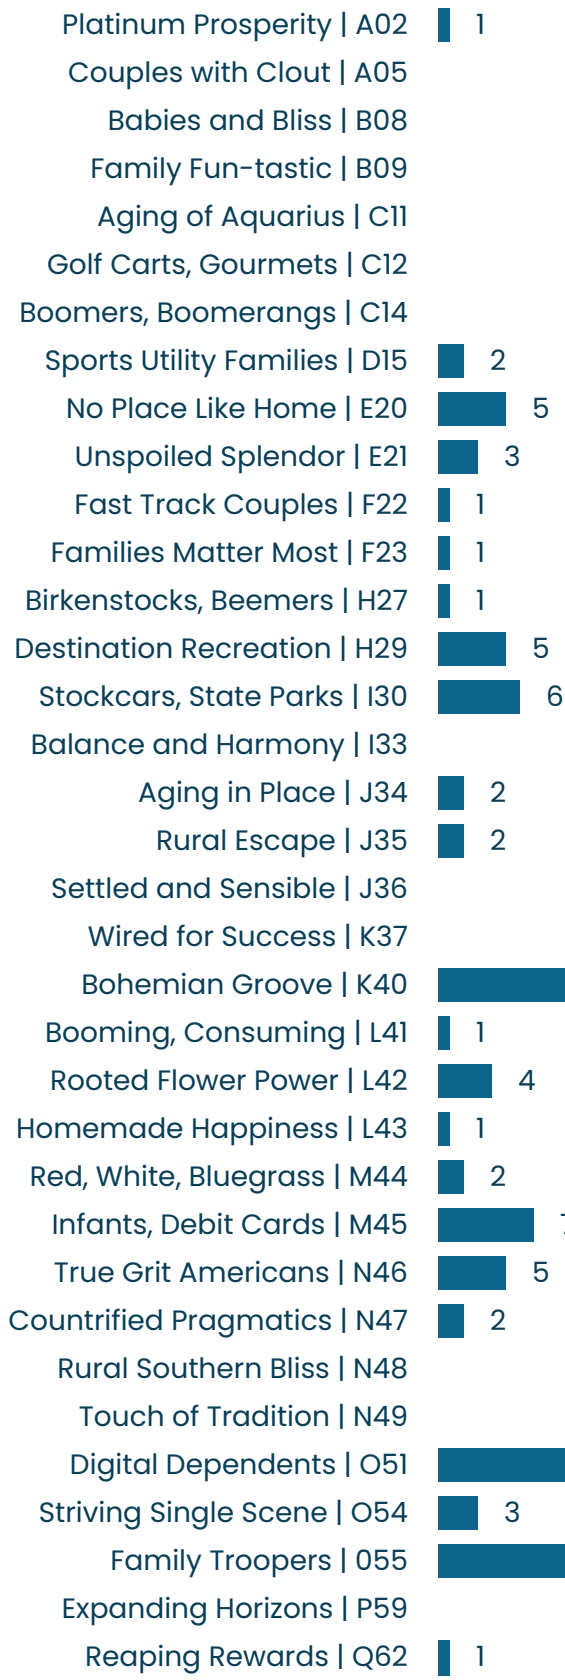 Platinum Prosperity | A02 1
Couples with Clout | A05
Babies and Bliss | B08
Family Fun-tastic | B09
Aging of Aquarius | C11
Golf Carts, Gourmets | C12
Boomers, Boomerangs | C14
Sports Utility Families | D15 2
No Place Like Home | E20 5
Unspoiled Splendor | E21 3
Fast Track Couples | F22 1
Families Matter Most | F23 1
Birkenstocks, Beemers | H27 1
Destination Recreation | H29 5
Stockcars, State Parks | I30 6
Balance and Harmony | I33
Aging in Place | J34 2
Rural Escape | J35 2
Settled and Sensible | J36
Wired for Success | K37
Bohemian Groove | K40
Booming, Consuming | L41 1
Rooted Flower Power | L42 4
Homemade Happiness | L43 1
Red, White, Bluegrass | M44 2
Infants, Debit Cards | M45
True Grit Americans | N46 5
Countrified Pragmatics | N47 2
Rural Southern Bliss | N48
Touch of Tradition | N49
Digital Dependents | O51
Striving Single Scene | O54 3
Family Troopers | 055
Expanding Horizons | P59
Reaping Rewards | Q62 1